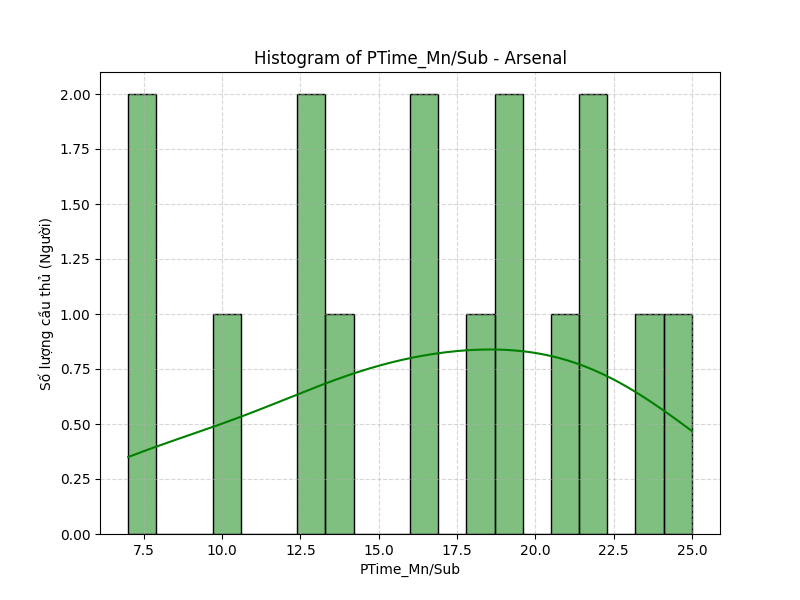 Histogram of PTime_Mn/Sub - Arsenal
Số lượng cầu thủ (Người)
2.00
1.75
1.50
1.25
1.00
0.75
0.50
0.25
0.00
7.5 10.0 12.5 15.0 17.5 20.0 22.5 25.0
PTime_Mn/Sub